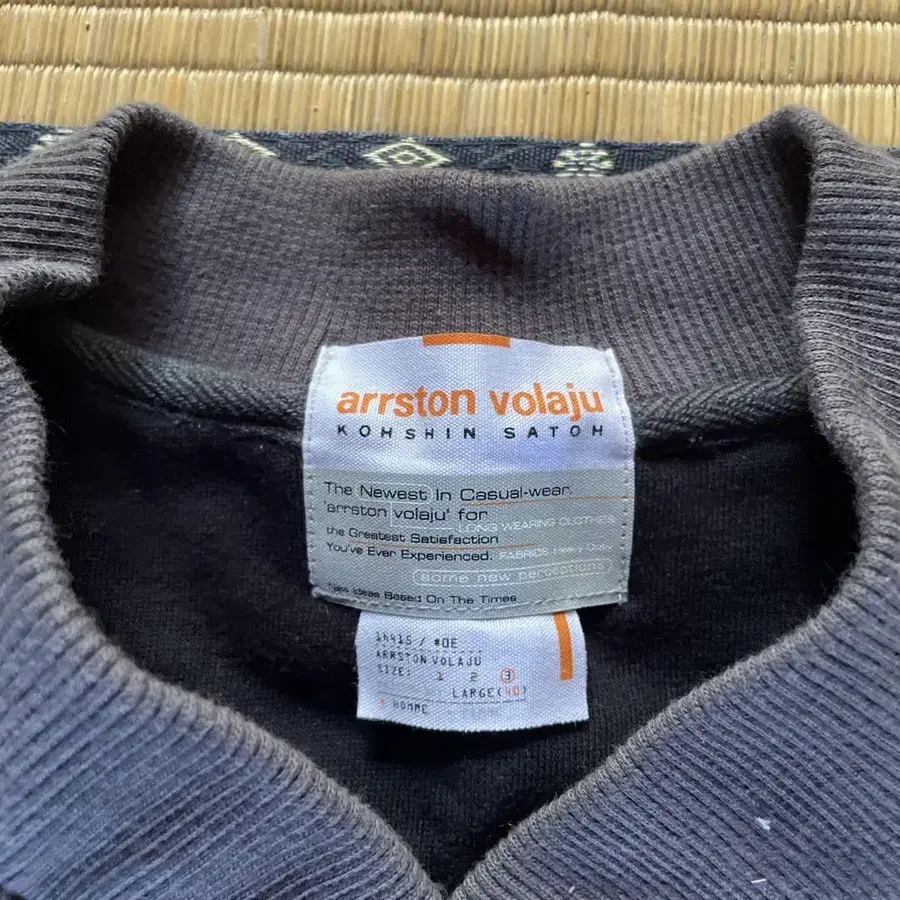 arrston volaju
KOHSHIN SATOH
The Newest In Casual-wear.
'arrston volaju' for
LONG WEARING CLOTHES
the Greatest Satisfaction
You've Ever Experienced. FABRICS
some new perceptions
New Ideas Based On The Times
ARRSTON VOLAJU
SIZE: 1 2 3
LARGE(40)
HOMME